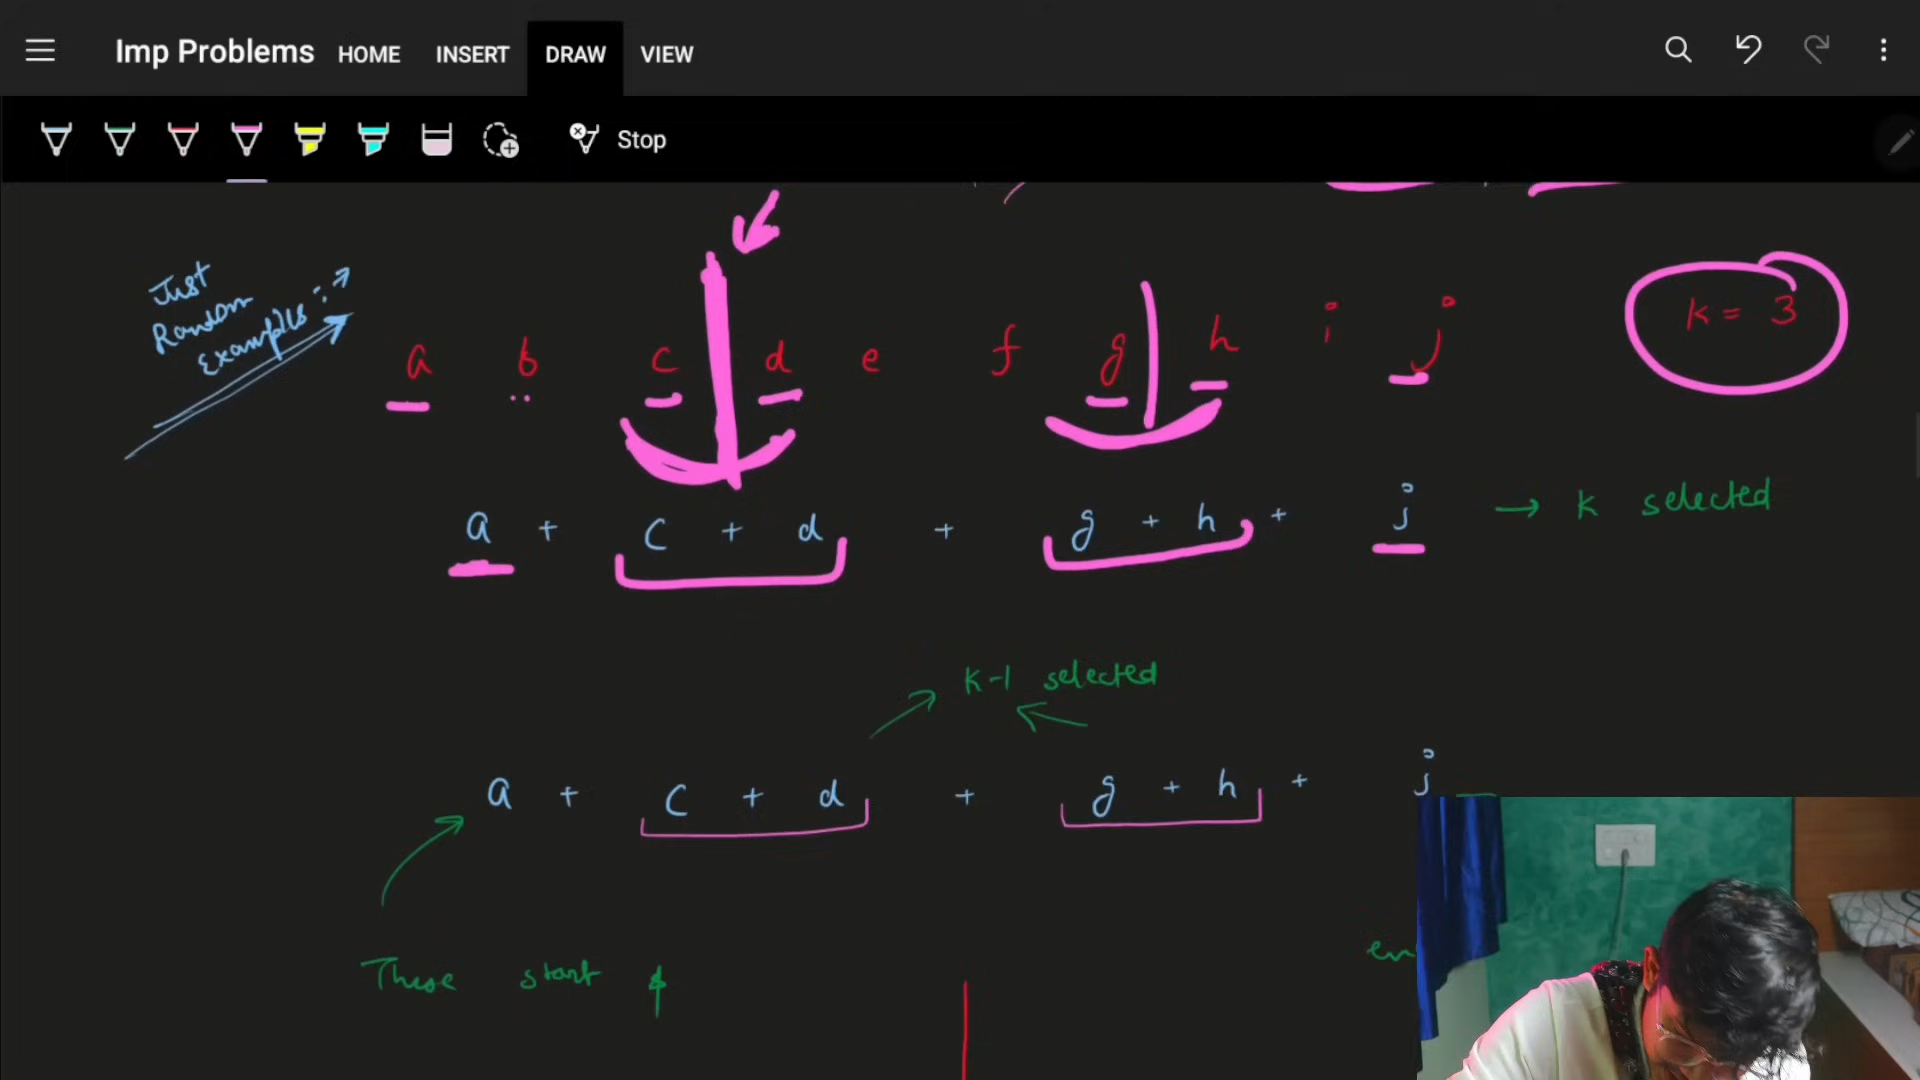 Imp Problems HOME INSERT DRAW VIEW
Stop
Just
Random
Examples :->
a b c d e f g h i j
k = 3
a + c + d + g + h + j → k selected
k-1 selected
a + c + d + g + h + j
These start &